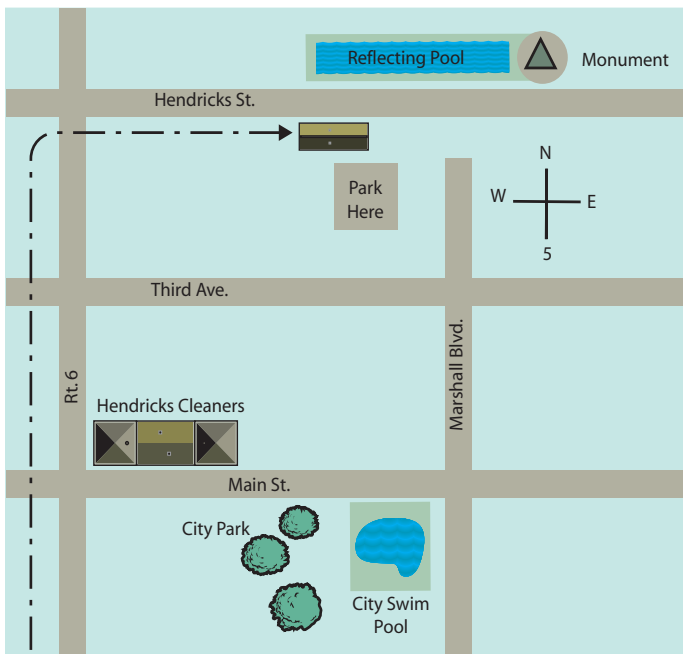 Reflecting Pool
Monument
Hendricks St.
Park
Here
N
W
E
5
Third Ave.
Rt. 6
Marshall Blvd.
Hendricks Cleaners
Main St.
City Park
City Swim
Pool